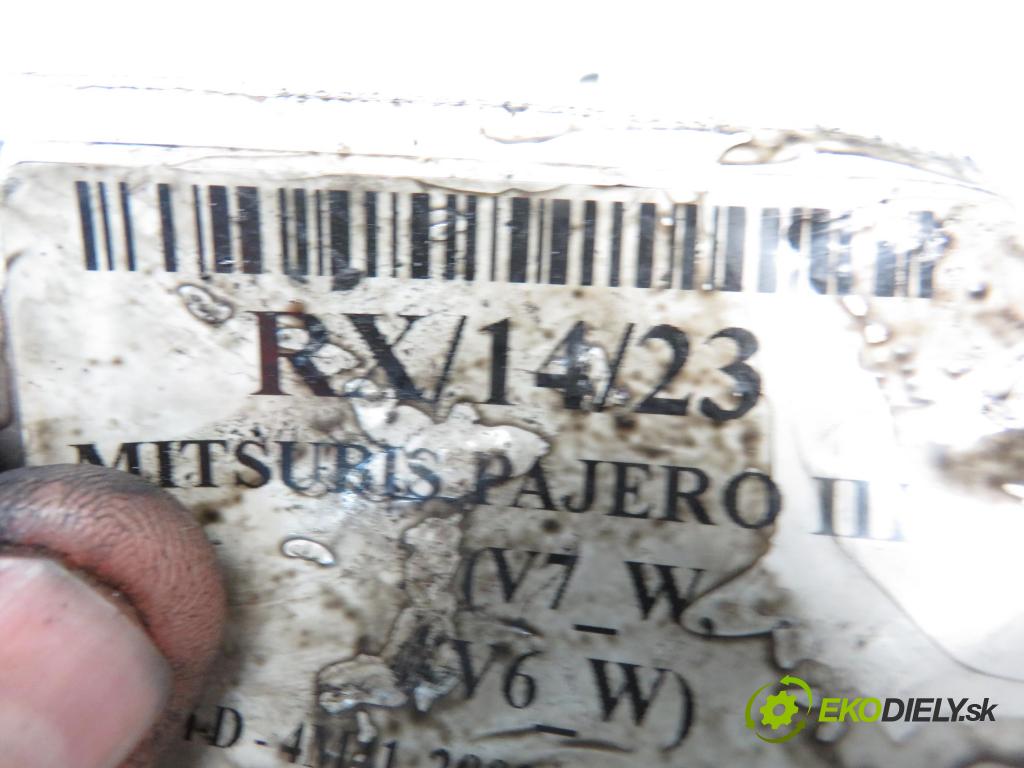 RX/14/23
MITSUBIS PAJERO III
(V7_W
V6_W)
EKODIELY.sk